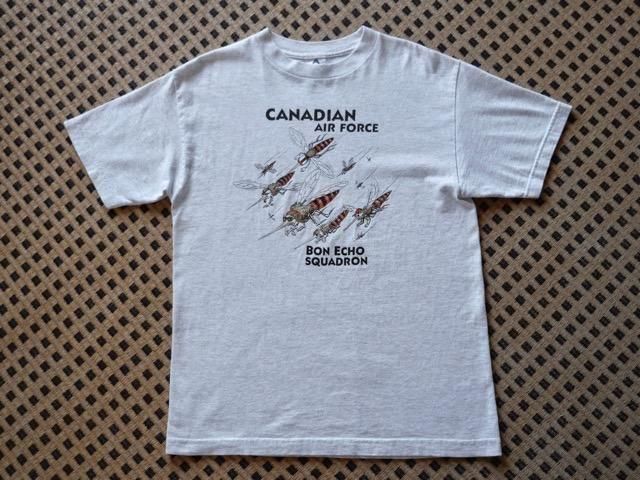 CANADIAN
AIR FORCE
BON ECHO
SQUADRON